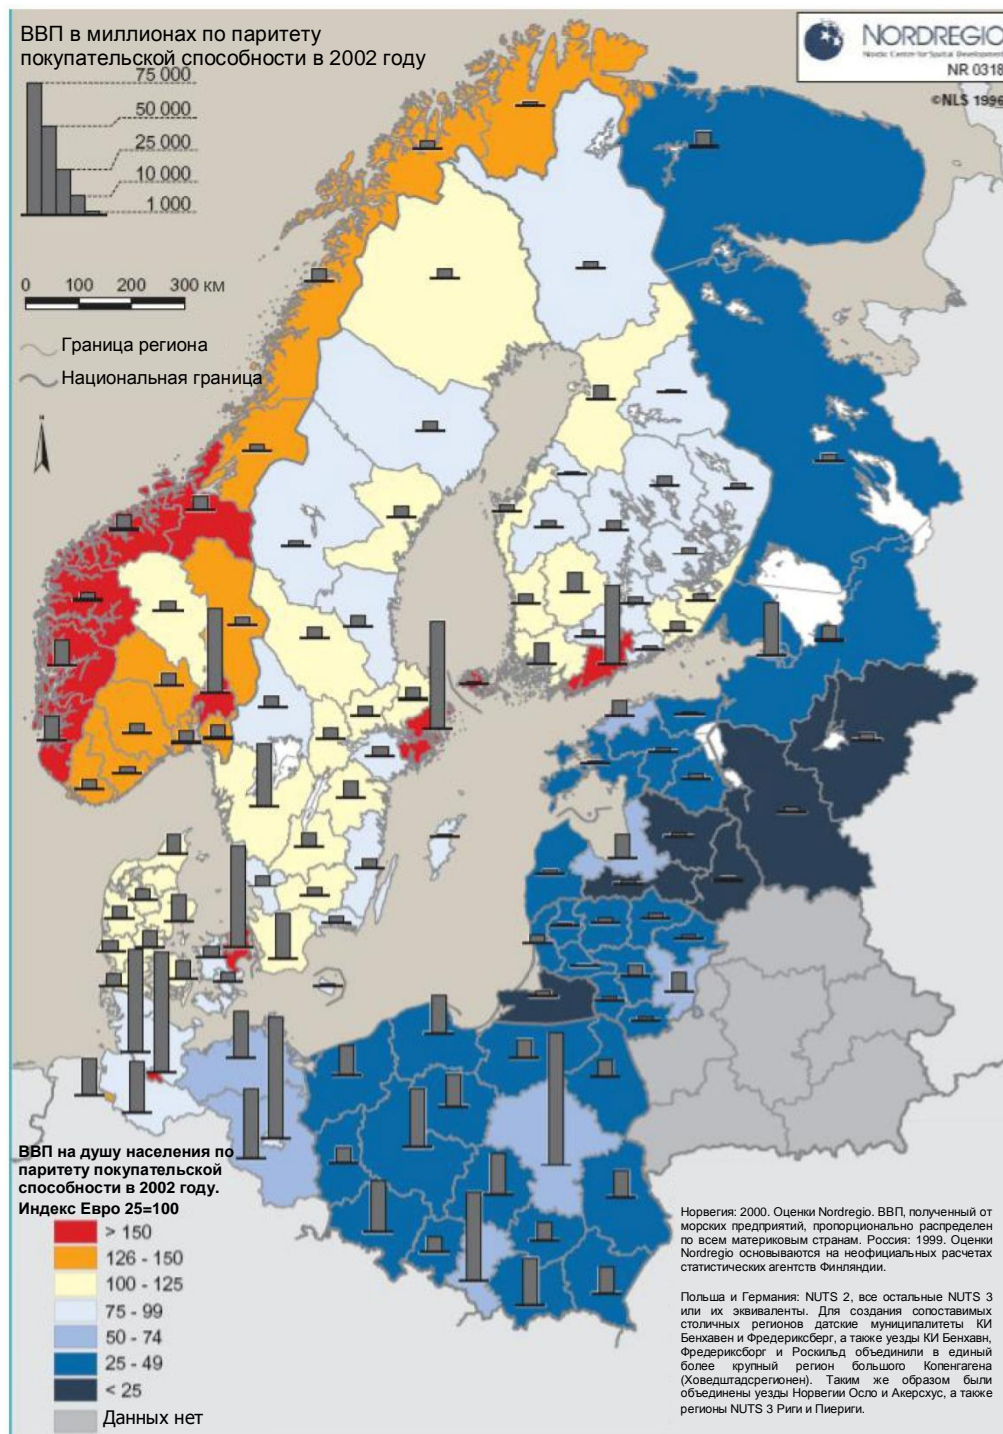 ВВП в миллионах по паритету
покупательской способности в 2002 году
75 000
50 000
25 000
10 000
1 000
NORDREGIO
Nordic Center for Spatial Development
NR 0318
©NLS 1996
0 100 200 300 км
Граница региона
Национальная граница
ВВП на душу населения по
паритету покупательской
способности в 2002 году.
Индекс Евро 25=100
> 150
126 - 150
100 - 125
75 - 99
50 - 74
25 - 49
< 25
Данных нет
Норвегия: 2000. Оценки Nordregio. ВВП, полученный от
морских предприятий, пропорционально распределен
по всем материковым странам. Россия: 1999. Оценки
Nordregio основываются на неофициальных расчетах
статистических агентств Финляндии.
Польша и Германия: NUTS 2, все остальные NUTS 3
или их эквиваленты. Для создания сопоставимых
столичных регионов датские муниципалитеты КИ
Бенхавен и Фредериксберг, а также уезды КИ Бенхавн,
Фредериксборг и Роскильд объединили в единый
более крупный регион большого Копенгагена
(Ховедштадсрегионен). Таким же образом были
объединены уезды Норвегии Осло и Акерсхус, а также
регионы NUTS 3 Риги и Пиериги.